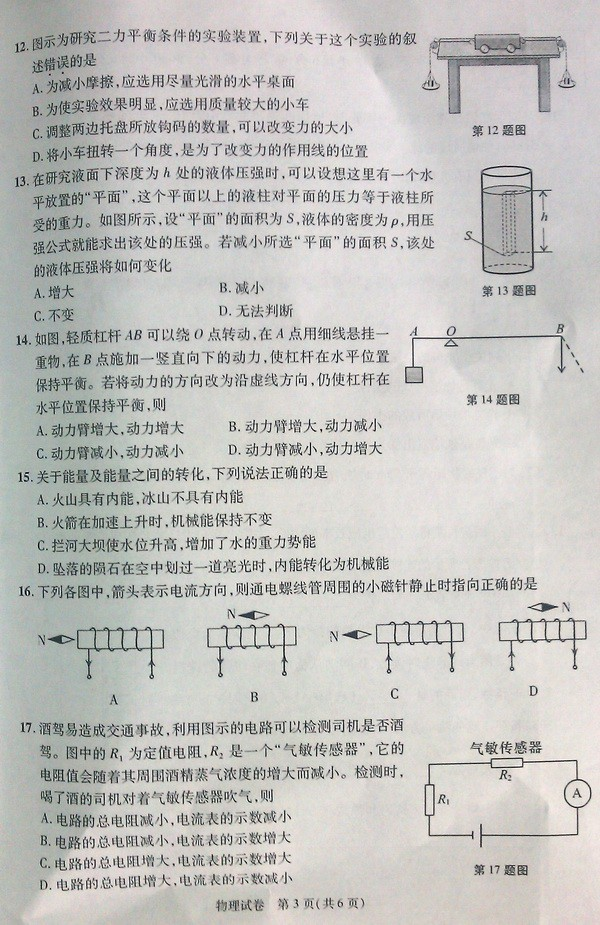 12. 图示为研究二力平衡条件的实验装置,下列关于这个实验的叙
述错误的是
A. 为减小摩擦,应选用尽量光滑的水平桌面
B. 为使实验效果明显,应选用质量较大的小车
C. 调整两边托盘所放钩码的数量,可以改变力的大小
D. 将小车扭转一个角度,是为了改变力的作用线的位置
第12题图
13. 在研究液面下深度为 h 处的液体压强时,可以设想这里有一个水
平放置的“平面”,这个平面以上的液柱对平面的压力等于液柱所
受的重力。如图所示,设“平面”的面积为 S,液体的密度为 ρ,用压
强公式就能求出该处的压强。若减小所选“平面”的面积 S,该处
的液体压强将如何变化
A. 增大 B. 减小
C. 不变 D. 无法判断
h
S
第13题图
14. 如图,轻质杠杆 AB 可以绕 O 点转动,在 A 点用细线悬挂一
重物,在 B 点施加一竖直向下的动力,使杠杆在水平位置
保持平衡。若将动力的方向改为沿虚线方向,仍使杠杆在
水平位置保持平衡,则
A. 动力臂增大,动力增大 B. 动力臂增大,动力减小
C. 动力臂减小,动力减小 D. 动力臂减小,动力增大
A O B
第14题图
15. 关于能量及能量之间的转化,下列说法正确的是
A. 火山具有内能,冰山不具有内能
B. 火箭在加速上升时,机械能保持不变
C. 拦河大坝使水位升高,增加了水的重力势能
D. 坠落的陨石在空中划过一道亮光时,内能转化为机械能
16. 下列各图中,箭头表示电流方向,则通电螺线管周围的小磁针静止时指向正确的是
N N N N
A B C D
17. 酒驾易造成交通事故,利用图示的电路可以检测司机是否酒
驾。图中的 R₁ 为定值电阻,R₂ 是一个“气敏传感器”,它的
电阻值会随着其周围酒精蒸气浓度的增大而减小。检测时,
喝了酒的司机对着气敏传感器吹气,则
A. 电路的总电阻减小,电流表的示数减小
B. 电路的总电阻减小,电流表的示数增大
C. 电路的总电阻增大,电流表的示数增大
D. 电路的总电阻增大,电流表的示数减小
气敏传感器
R₂
R₁
A
第17题图
物理试卷 第3页(共6页)